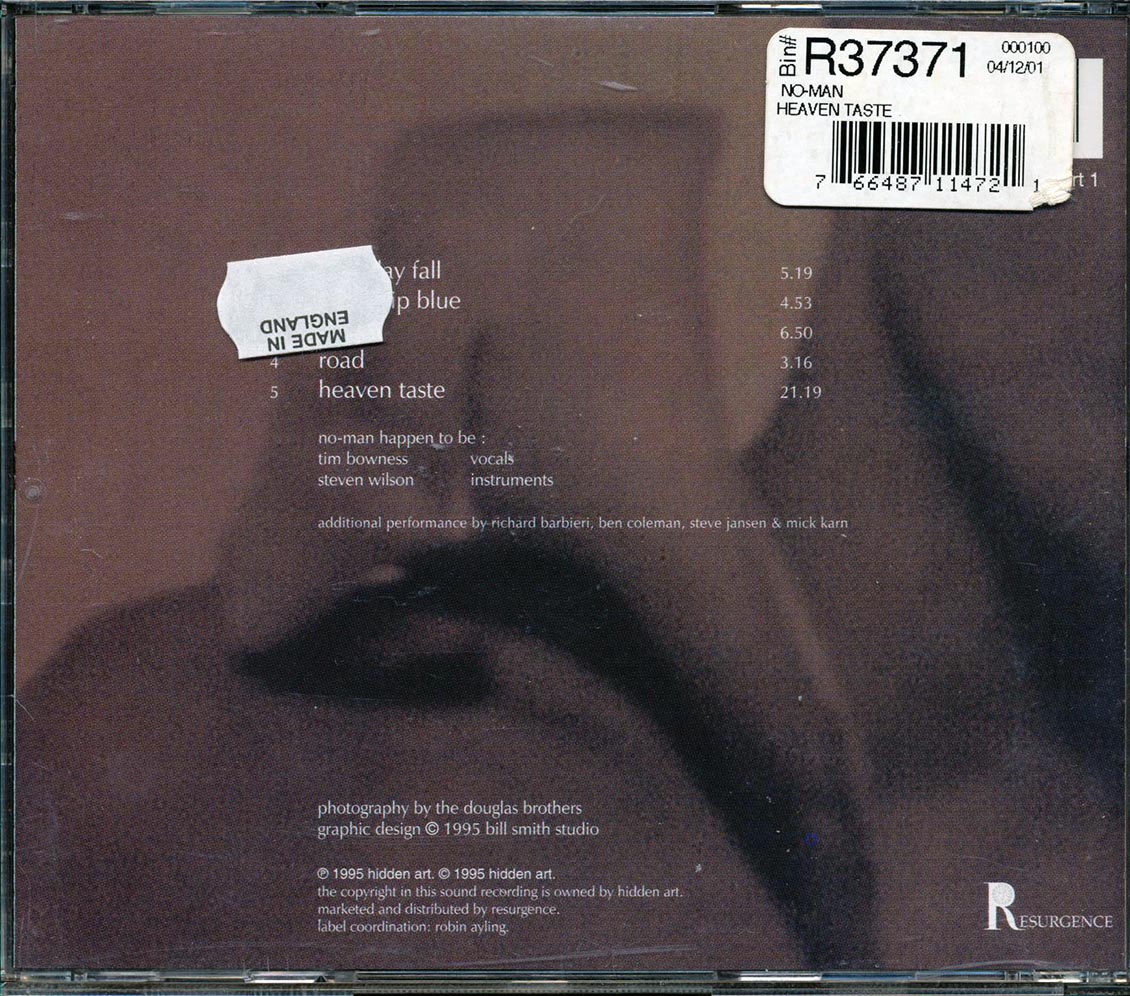 Bin# R37371 000100
04/12/01
NO-MAN
HEAVEN TASTE
7 66487 11472 1
rt 1
MADE IN
ENGLAND
ay fall 5.19
ip blue 4.53
6.50
4 road 3.16
5 heaven taste 21.19
no-man happen to be :
tim bowness vocals
steven wilson instruments
additional performance by richard barbieri, ben coleman, steve jansen & mick karn
photography by the douglas brothers
graphic design © 1995 bill smith studio
℗ 1995 hidden art. © 1995 hidden art.
the copyright in this sound recording is owned by hidden art.
marketed and distributed by resurgence.
label coordination: robin ayling.
RESURGENCE